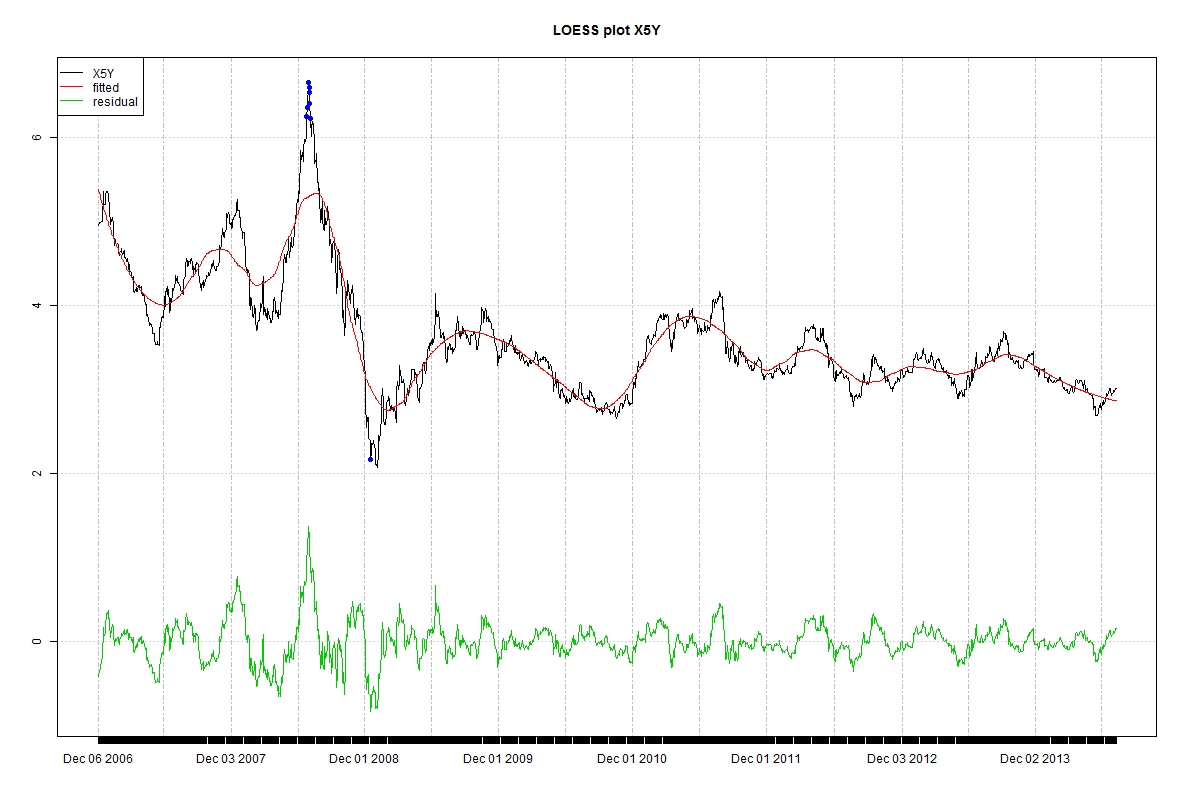 LOESS plot X5Y
X5Y
fitted
residual
6
4
2
0
Dec 06 2006
Dec 03 2007
Dec 01 2008
Dec 01 2009
Dec 01 2010
Dec 01 2011
Dec 03 2012
Dec 02 2013